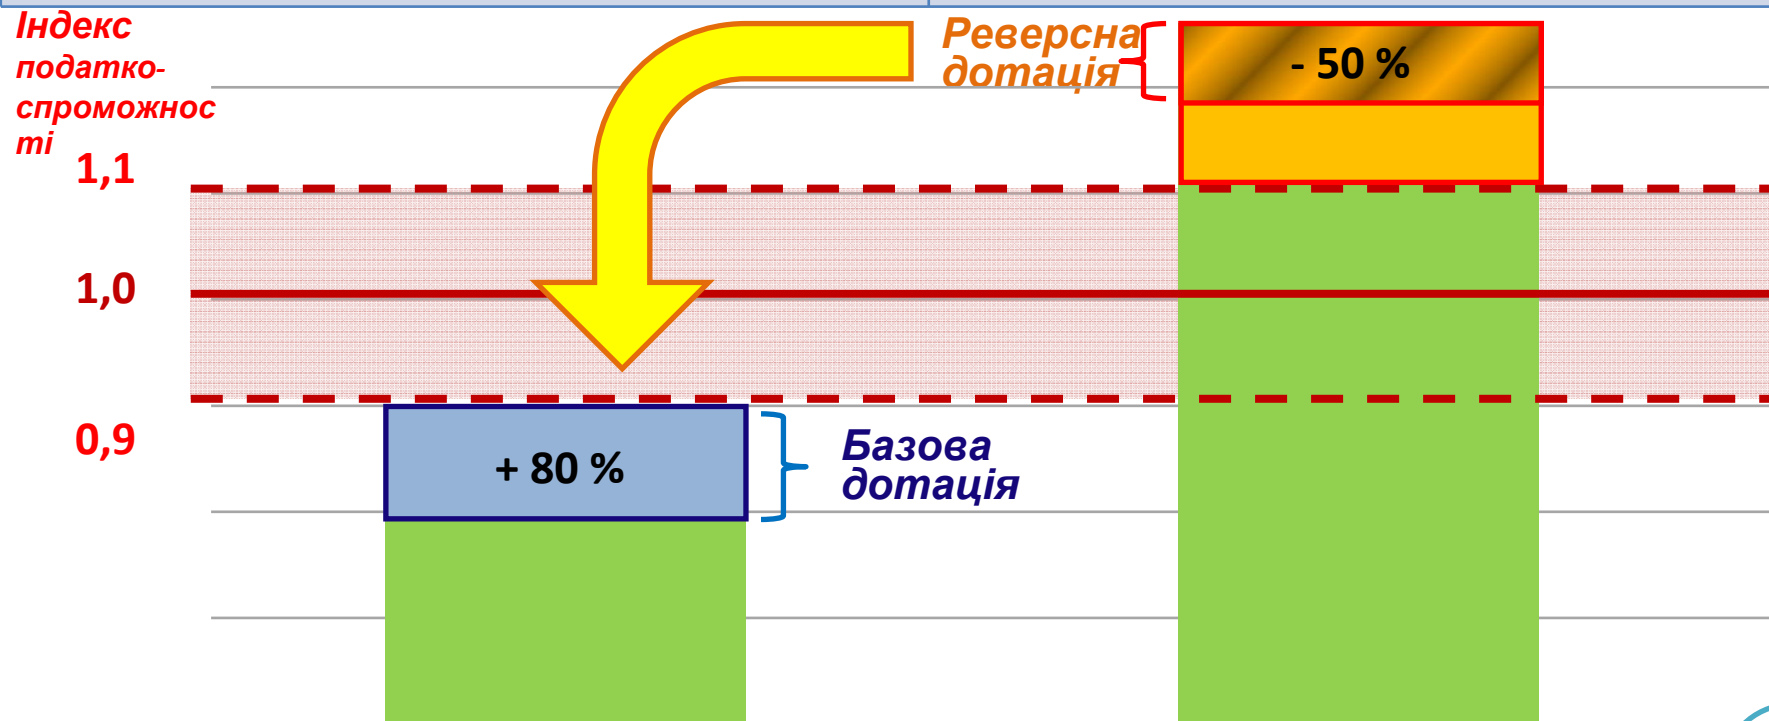 Індекс
податко-
спроможнос
ті
1,1
1,0
0,9
Реверсна
дотація
- 50 %
+ 80 %
Базова
дотація